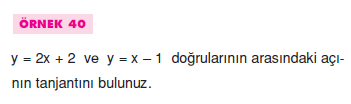 ÖRNEK 40
y = 2x + 2 ve y = x – 1 doğrularının arasındaki açı-
nın tanjantını bulunuz.